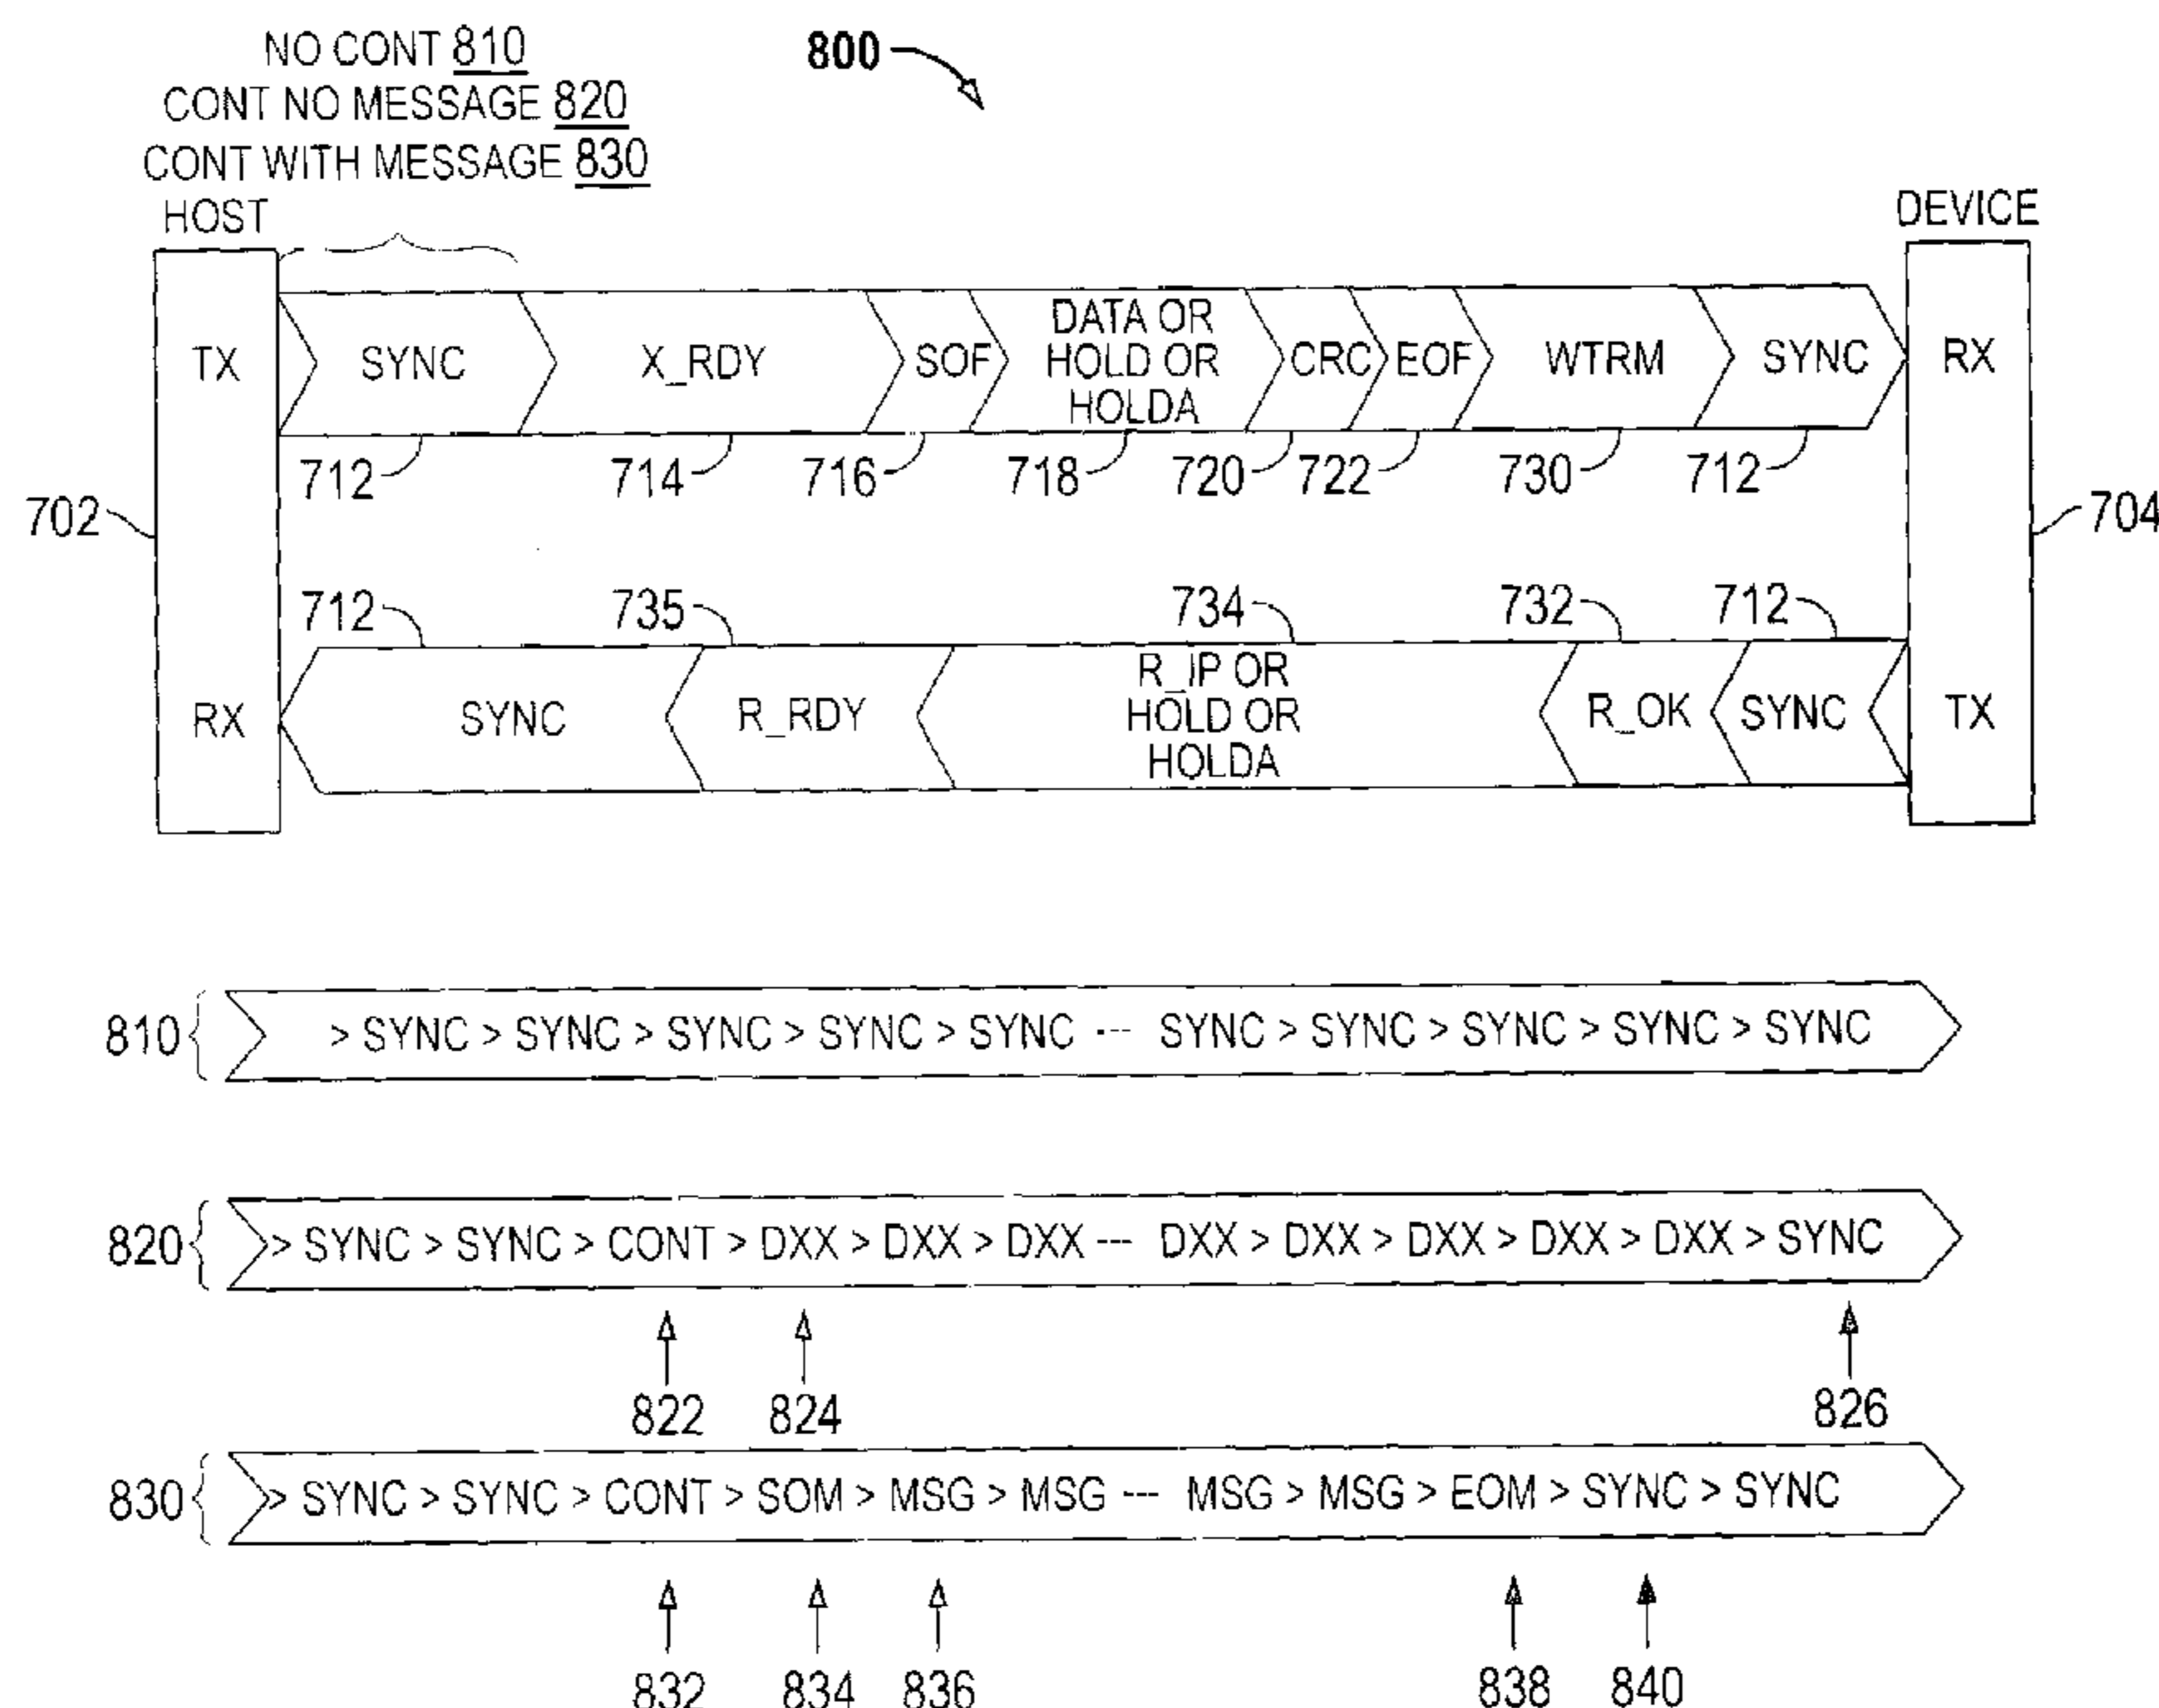 NO CONT 810
CONT NO MESSAGE 820
CONT WITH MESSAGE 830
800
HOST
DEVICE
TX
SYNC
X_RDY
SOF
DATA OR
HOLD OR
HOLDA
CRC
EOF
WTRM
SYNC
RX
712
714
716
718
720
722
730
712
702
704
712
735
734
732
712
RX
SYNC
R_RDY
R_IP OR
HOLD OR
HOLDA
R_OK
SYNC
TX
810
> SYNC > SYNC > SYNC > SYNC > SYNC --- SYNC > SYNC > SYNC > SYNC > SYNC
820
> SYNC > SYNC > CONT > DXX > DXX > DXX --- DXX > DXX > DXX > DXX > DXX > SYNC
822
824
826
830
> SYNC > SYNC > CONT > SOM > MSG > MSG --- MSG > MSG > EOM > SYNC > SYNC
832
834
836
838
840